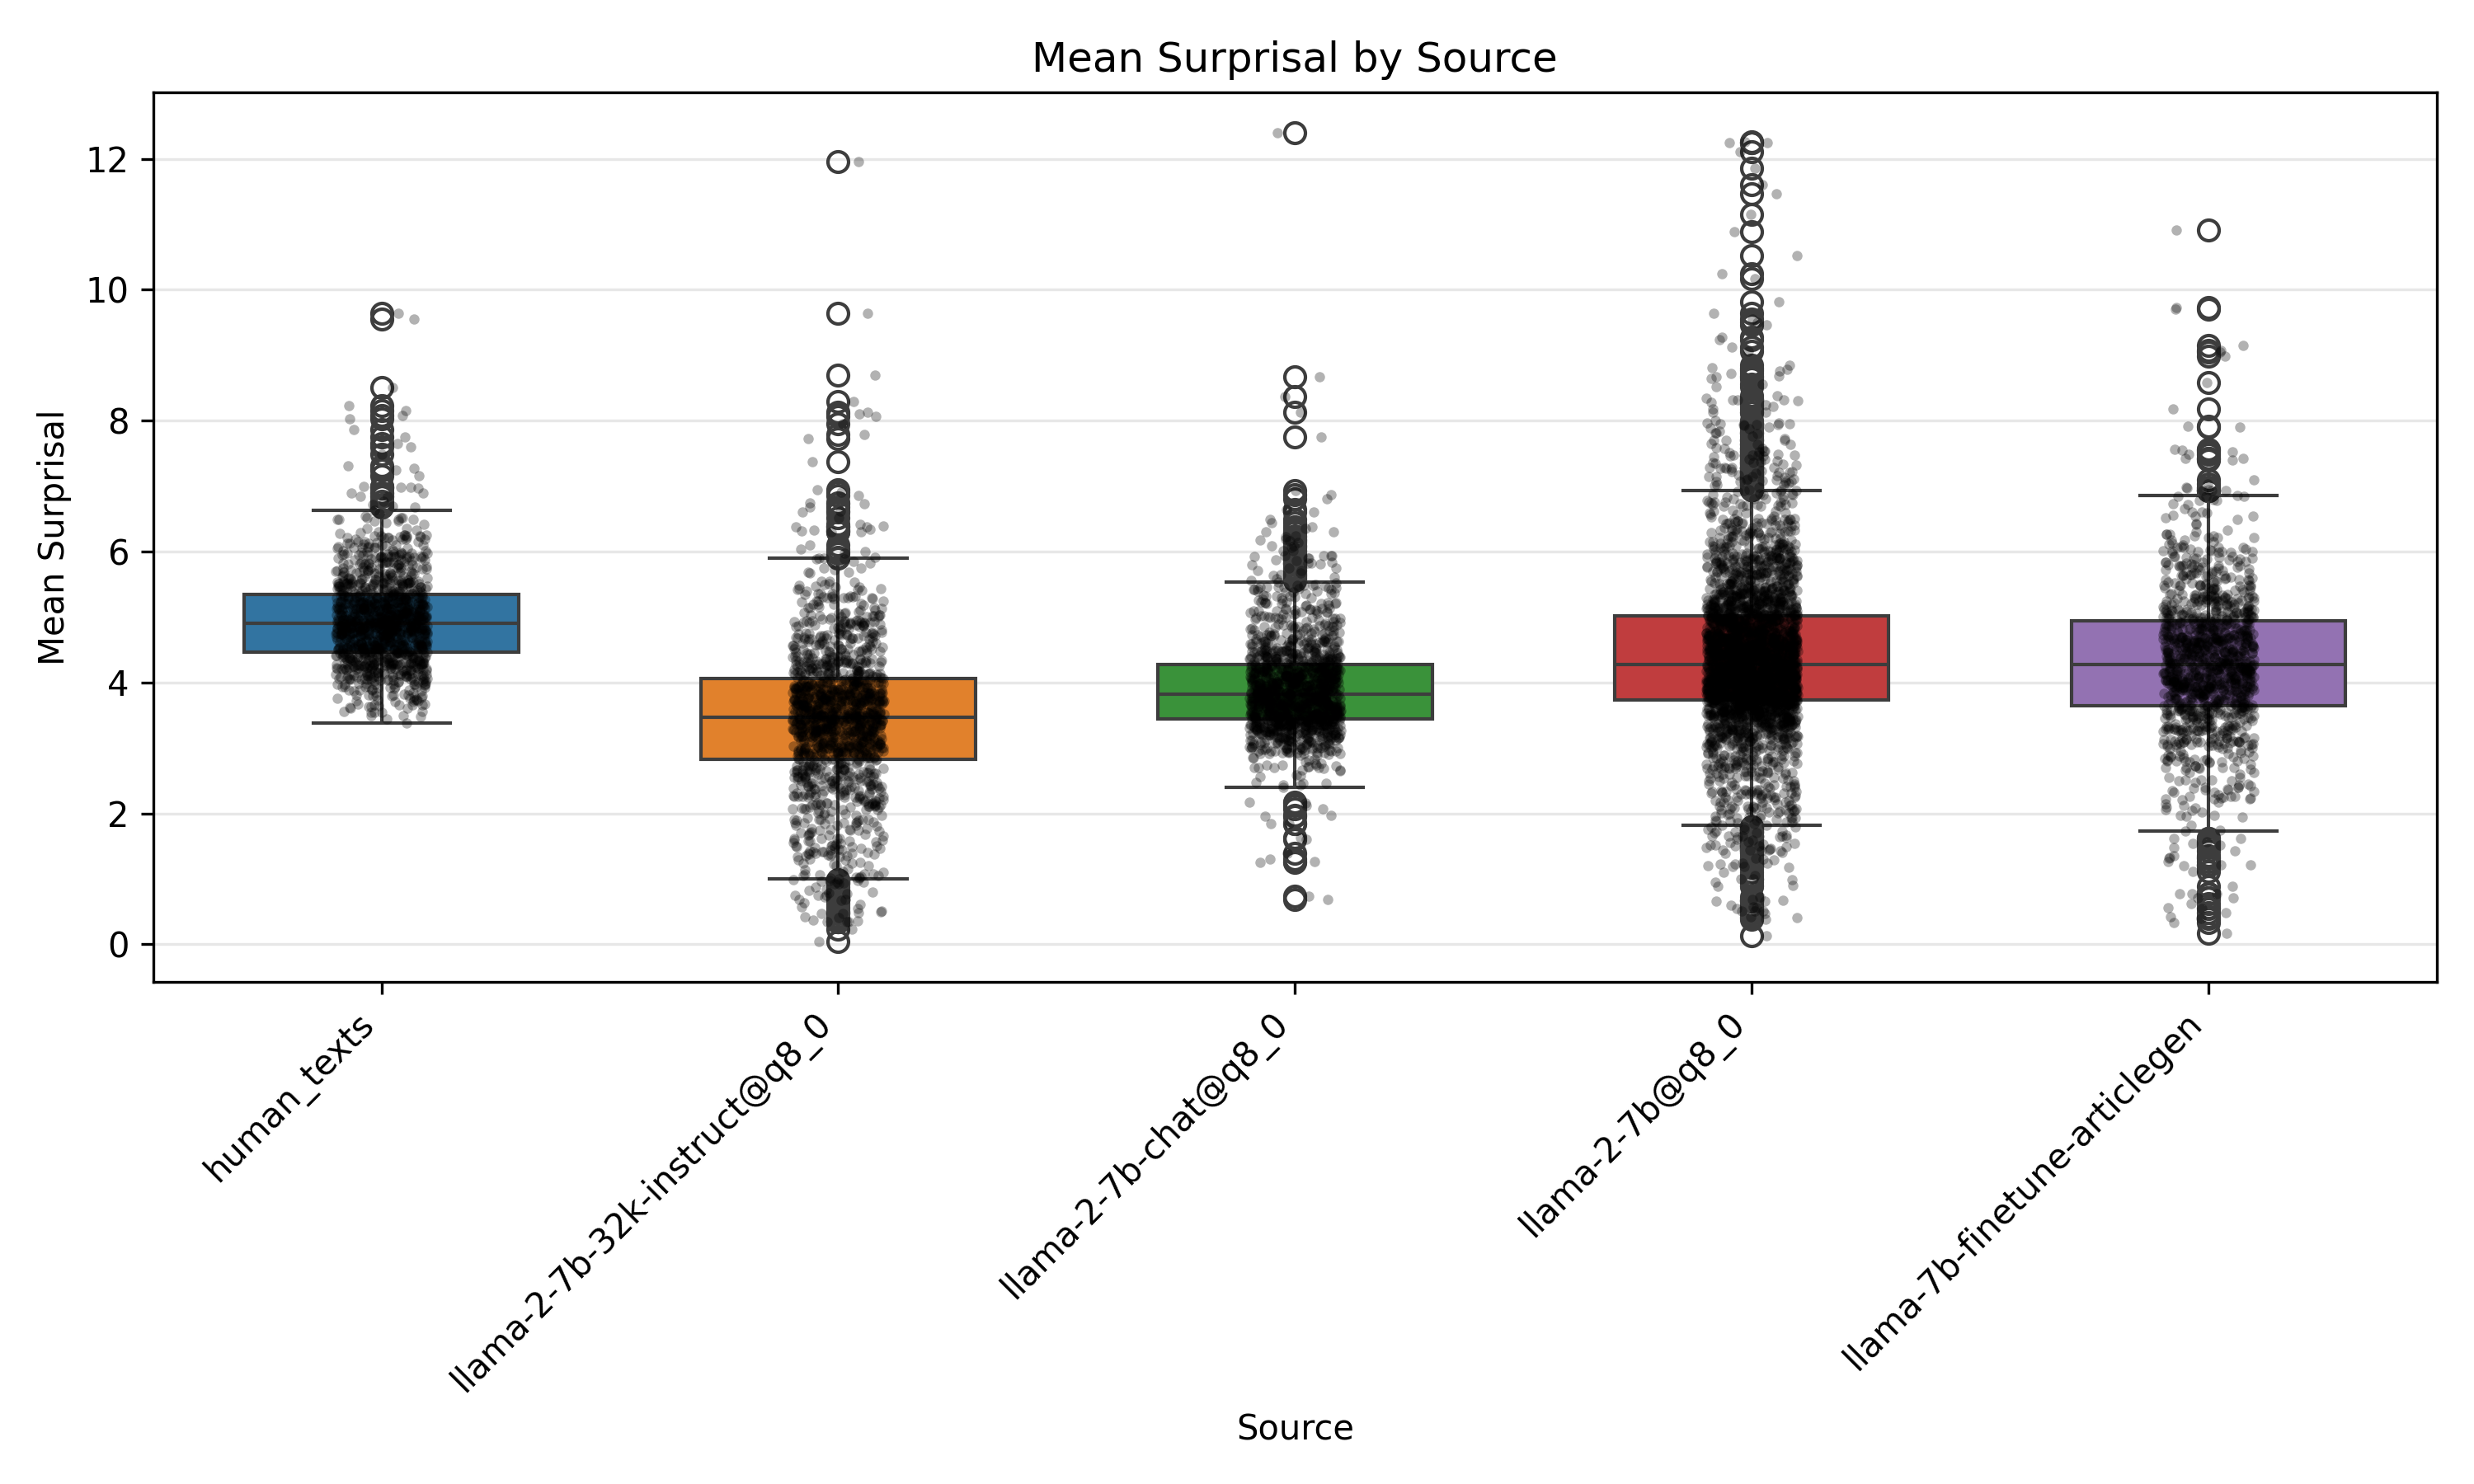 Mean Surprisal by Source
Mean Surprisal
12
10
8
6
4
2
0
human_texts
llama-2-7b-32k-instruct@q8_0
llama-2-7b-chat@q8_0
llama-2-7b@q8_0
llama-7b-finetune-articlegen
Source